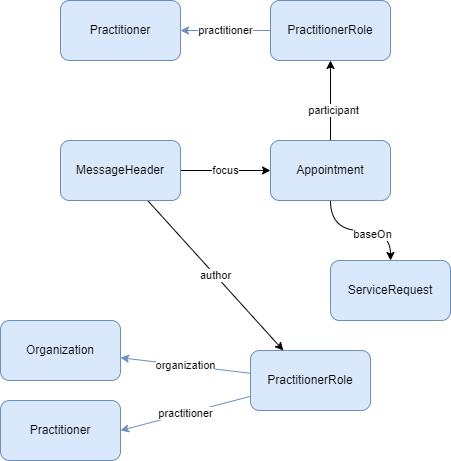 Practitioner
practitioner
PractitionerRole
participant
MessageHeader
focus
Appointment
baseOn
author
ServiceRequest
Organization
organization
PractitionerRole
practitioner
Practitioner